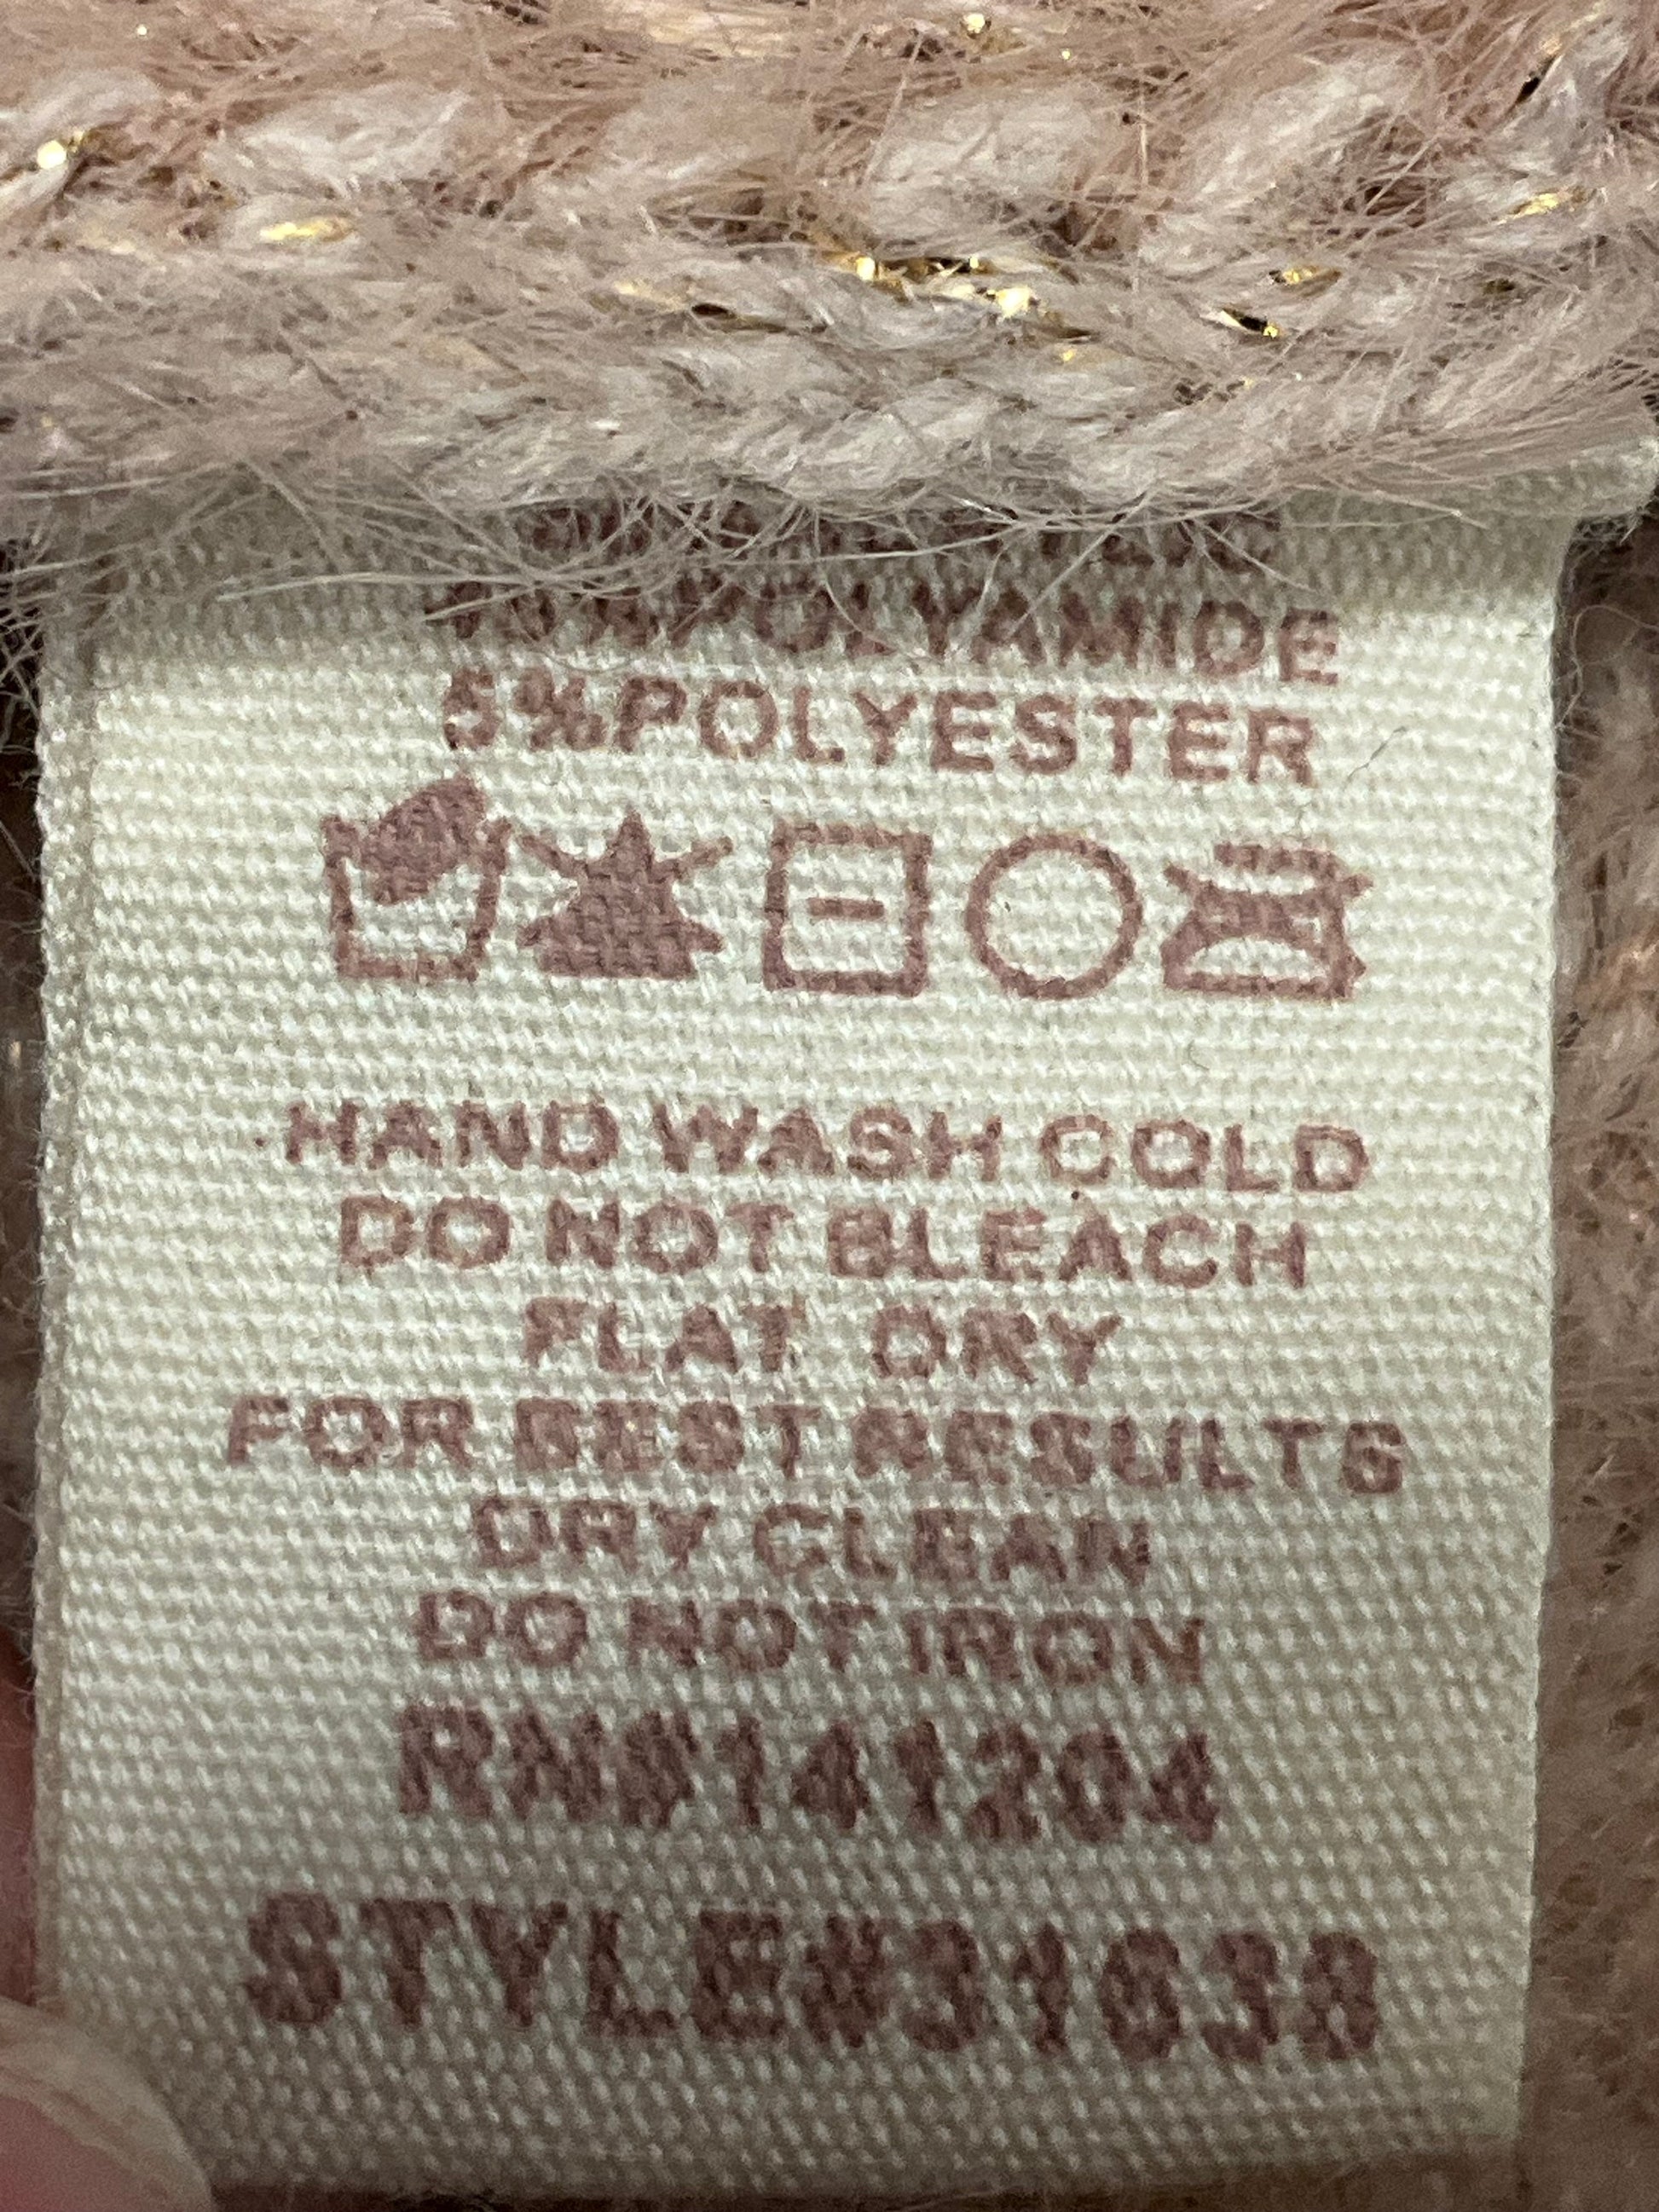 POLYAMIDE
5%POLYESTER
HAND WASH COLD
DO NOT BLEACH
FLAT DRY
FOR BEST RESULTS
DRY CLEAN
DO NOT IRON
RN#141204
STYLE#31638